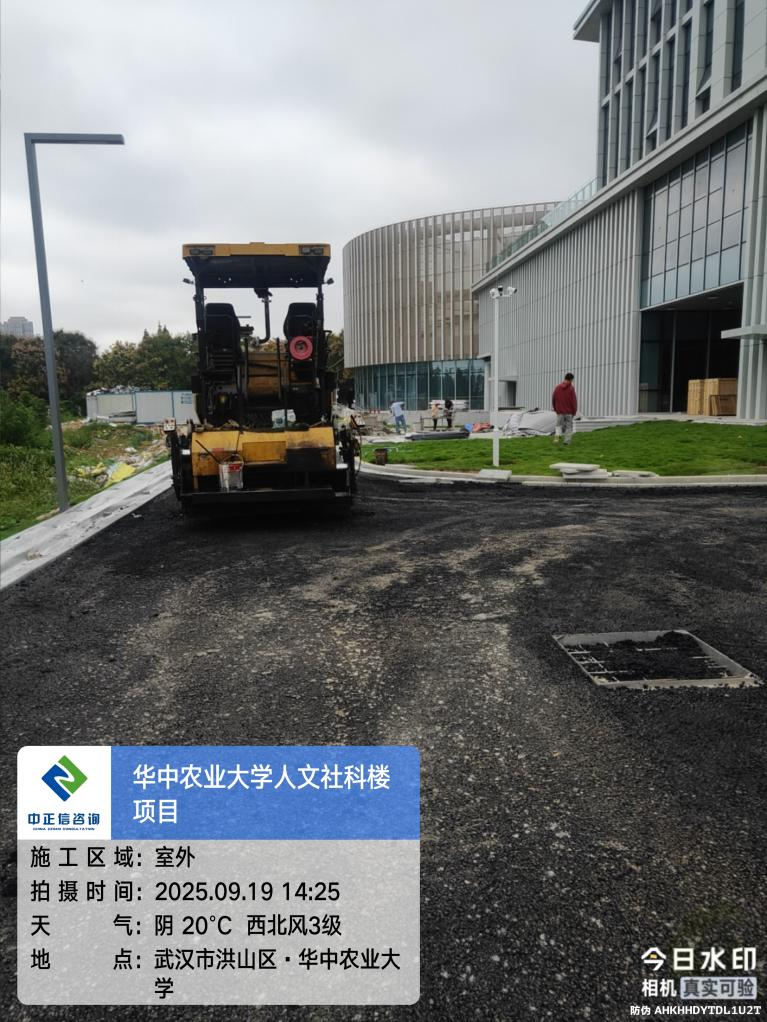 中正信咨询
华中农业大学人文社科楼
项目
施工区域：室外
拍摄时间：2025.09.19 14:25
天气：阴 20°C 西北风3级
地点：武汉市洪山区·华中农业大
学
今日水印
相机 真实可验
防伪 AHKHHDYTDL1U2T